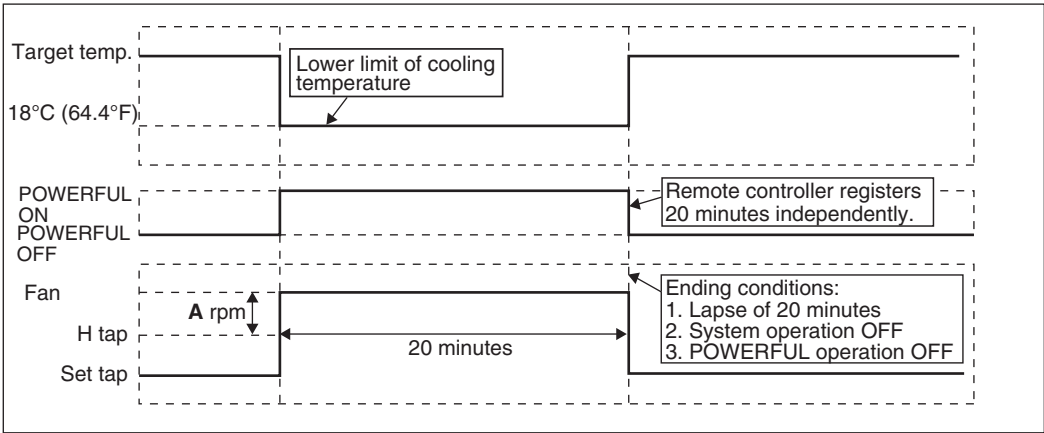 Target temp.
Lower limit of cooling
temperature
18°C (64.4°F)
POWERFUL
ON
POWERFUL
OFF
Remote controller registers
20 minutes independently.
Fan
A rpm
H tap
20 minutes
Set tap
Ending conditions:
1. Lapse of 20 minutes
2. System operation OFF
3. POWERFUL operation OFF